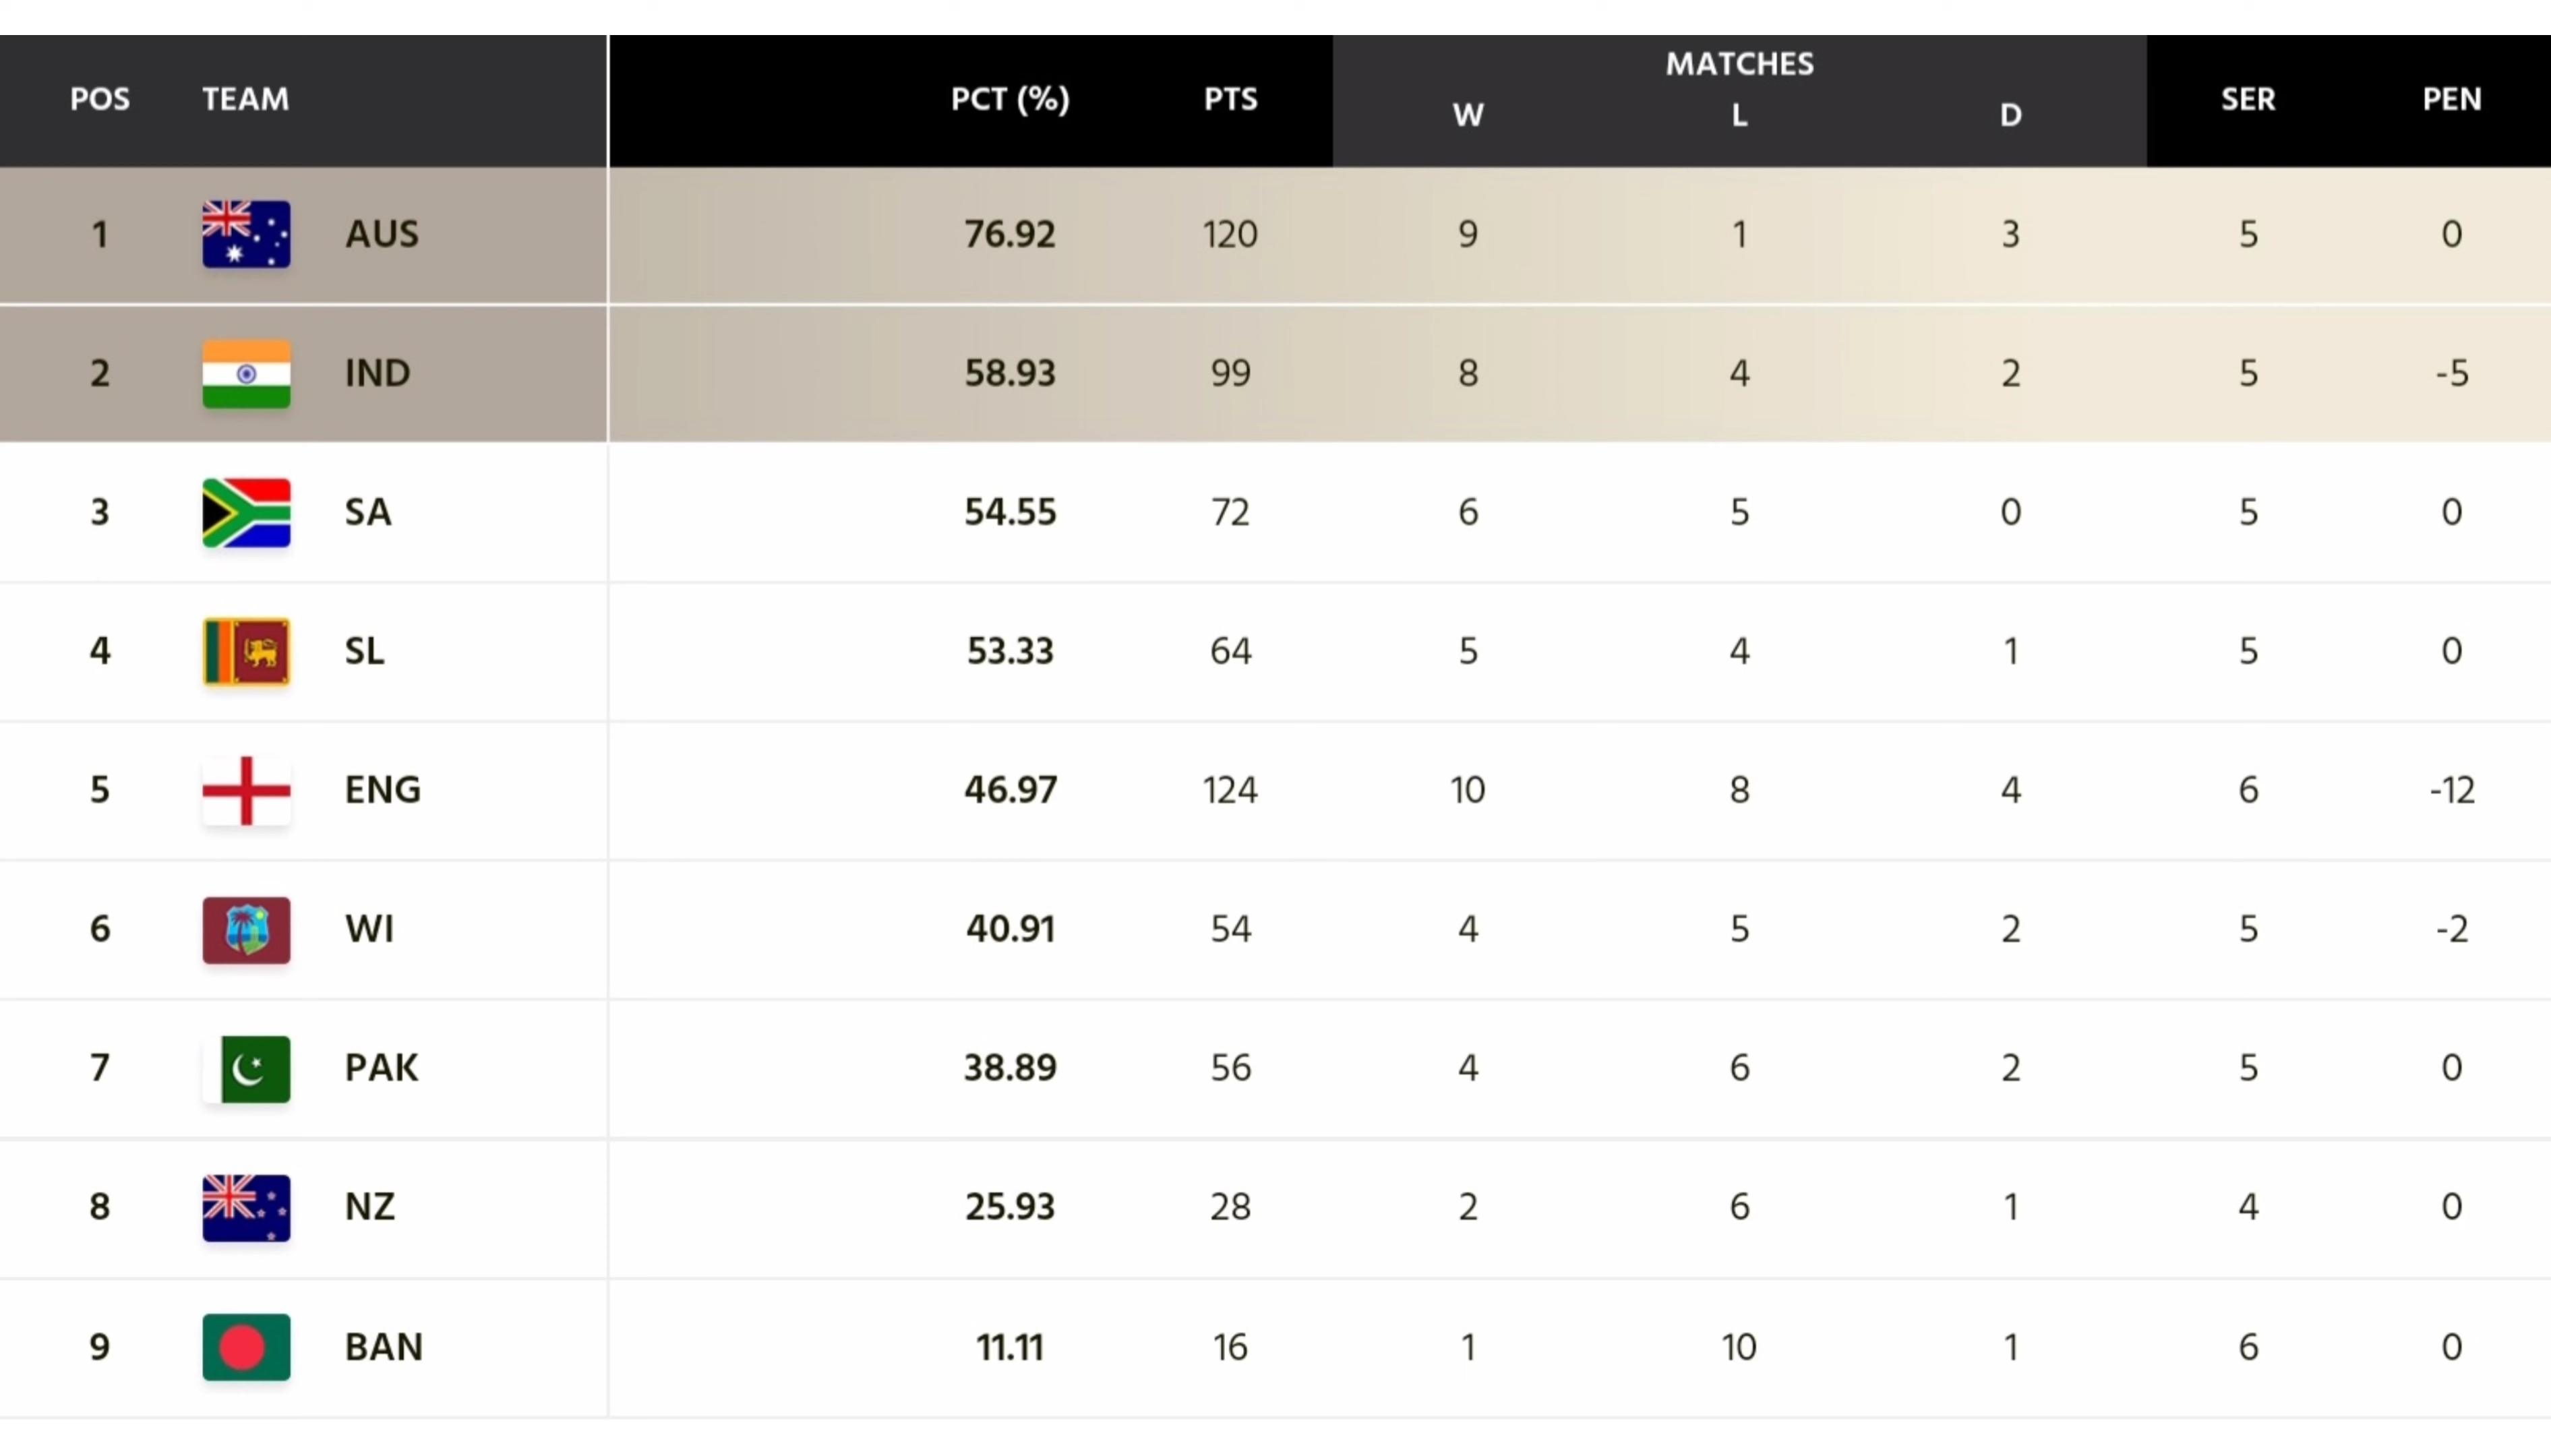 POS TEAM PCT (%) PTS MATCHES W L D SER PEN
1 AUS 76.92 120 9 1 3 5 0
2 IND 58.93 99 8 4 2 5 -5
3 SA 54.55 72 6 5 0 5 0
4 SL 53.33 64 5 4 1 5 0
5 ENG 46.97 124 10 8 4 6 -12
6 WI 40.91 54 4 5 2 5 -2
7 PAK 38.89 56 4 6 2 5 0
8 NZ 25.93 28 2 6 1 4 0
9 BAN 11.11 16 1 10 1 6 0